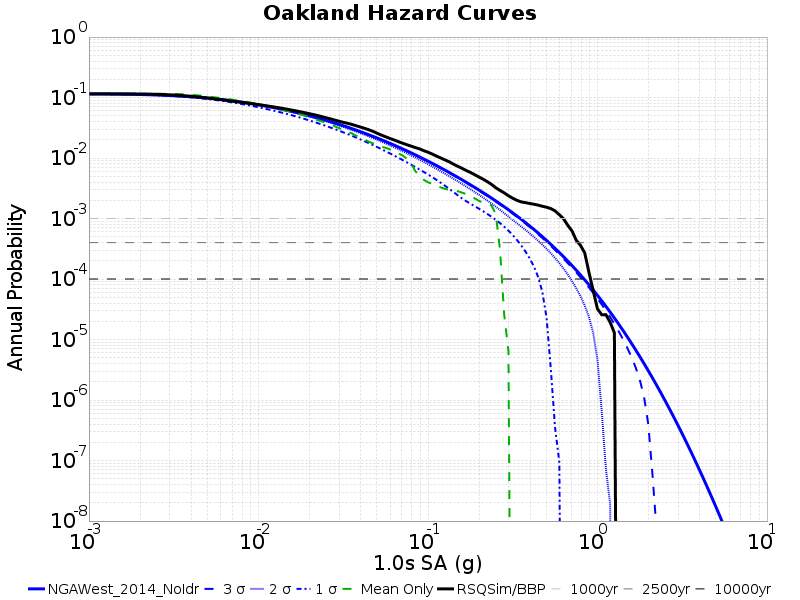 Oakland Hazard Curves
10^0
10^-1
10^-2
10^-3
10^-4
10^-5
10^-6
10^-7
10^-8
Annual Probability
10^-3 10^-2 10^-1 10^0 10^1
1.0s SA (g)
NGAWest_2014_NoIdr 3 σ 2 σ 1 σ Mean Only RSQSim/BBP 1000yr 2500yr 10000yr